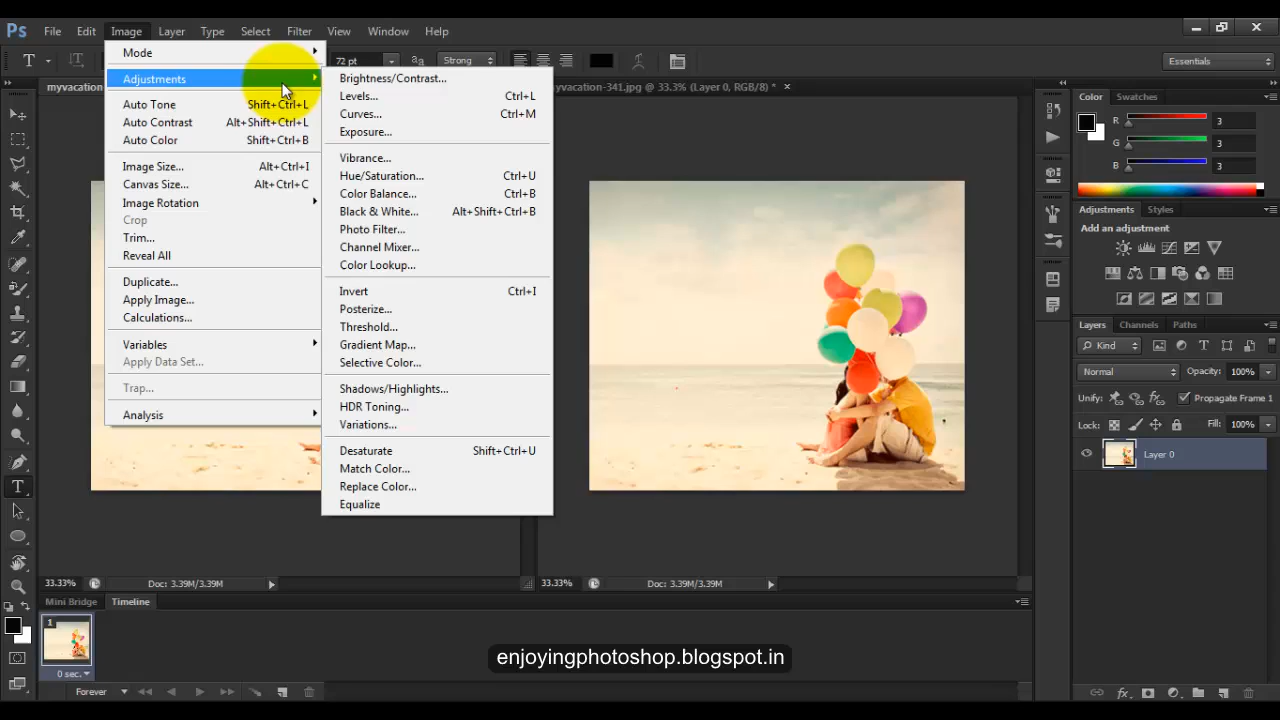 Ps File Edit Image Layer Type Select Filter View Window Help
T 72 pt aa Strong Essentials
myvacation yvacation-341.jpg @ 33.3% (Layer 0, RGB/8) * ×
Mode
Adjustments
Auto Tone Shift+Ctrl+L
Auto Contrast Alt+Shift+Ctrl+L
Auto Color Shift+Ctrl+B
Image Size... Alt+Ctrl+I
Canvas Size... Alt+Ctrl+C
Image Rotation
Crop
Trim...
Reveal All
Duplicate...
Apply Image...
Calculations...
Variables
Apply Data Set...
Trap...
Analysis
Brightness/Contrast...
Levels... Ctrl+L
Curves... Ctrl+M
Exposure...
Vibrance...
Hue/Saturation... Ctrl+U
Color Balance... Ctrl+B
Black & White... Alt+Shift+Ctrl+B
Photo Filter...
Channel Mixer...
Color Lookup...
Invert Ctrl+I
Posterize...
Threshold...
Gradient Map...
Selective Color...
Shadows/Highlights...
HDR Toning...
Variations...
Desaturate Shift+Ctrl+U
Match Color...
Replace Color...
Equalize
Color Swatches
R 3
G 3
B 3
Adjustments Styles
Add an adjustment
Layers Channels Paths
Kind
Normal Opacity: 100%
Unify: Propagate Frame 1
Lock: Fill: 100%
Layer 0
33.33% Doc: 3.39M/3.39M
33.33% Doc: 3.39M/3.39M
Mini Bridge Timeline
1
0 sec.
Forever
enjoyingphotoshop.blogspot.in